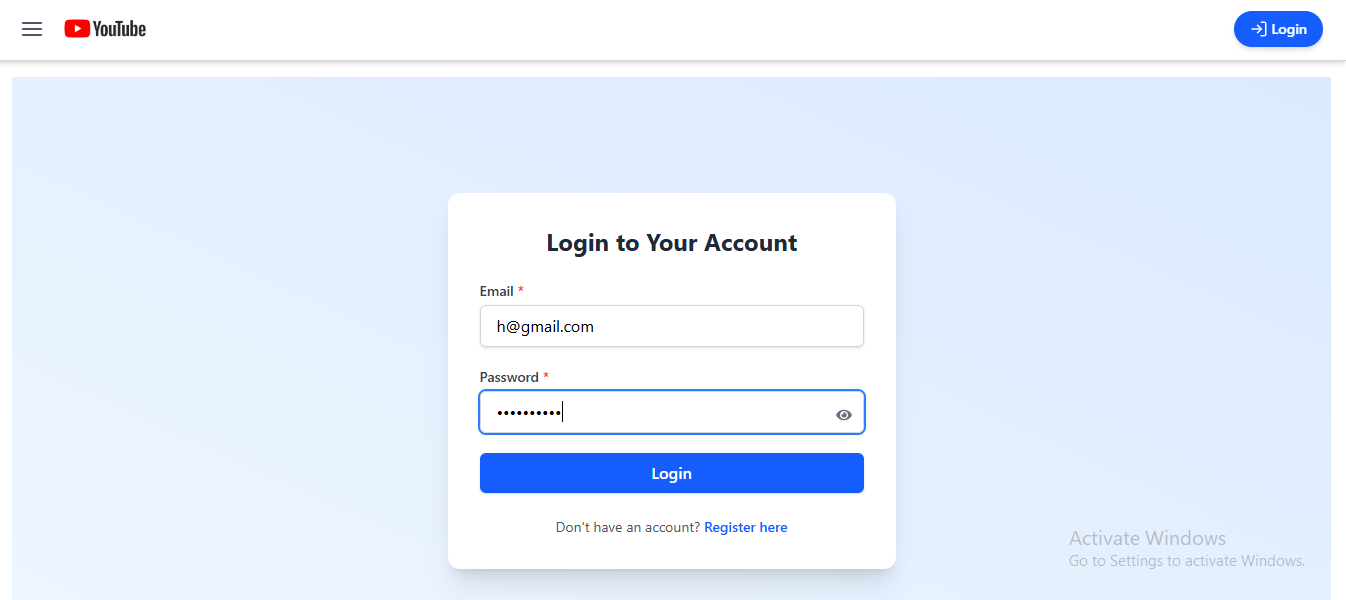 YouTube
Login
Login to Your Account
Email *
h@gmail.com
Password *
••••••••••
Login
Don't have an account? Register here
Activate Windows
Go to Settings to activate Windows.